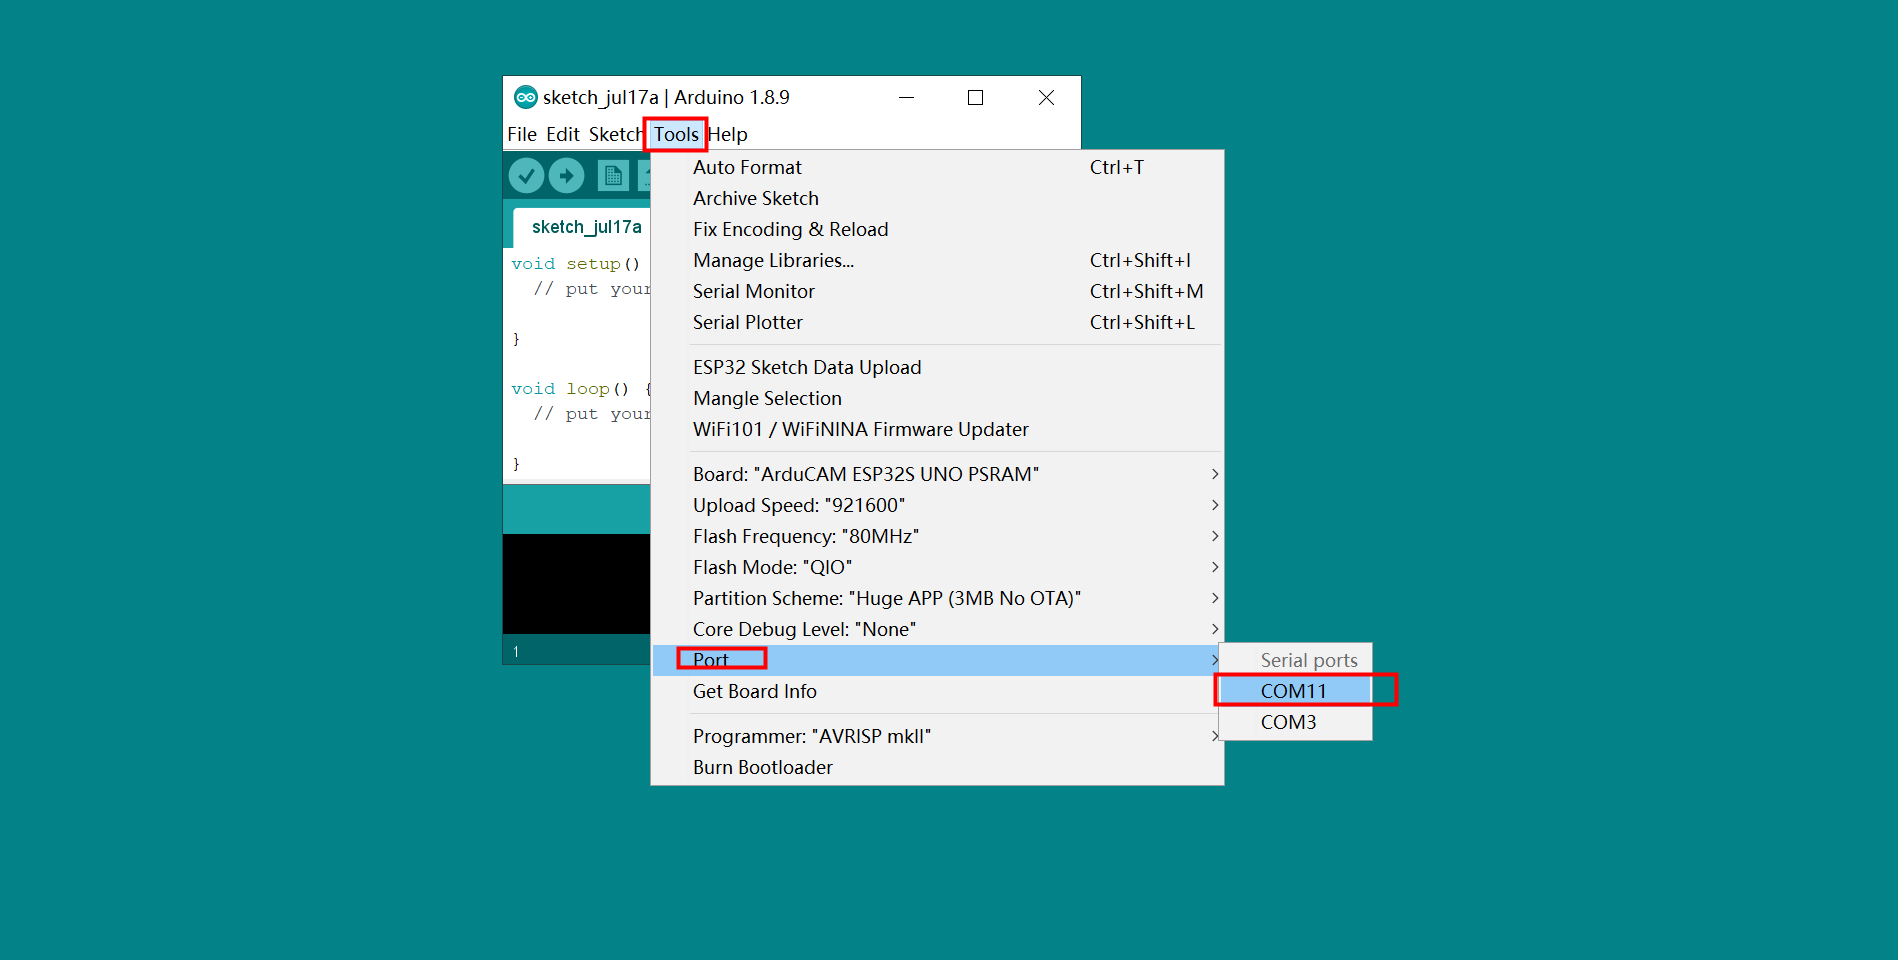 sketch_jul17a | Arduino 1.8.9
File Edit Sketch Tools Help
Auto Format Ctrl+T
Archive Sketch
Fix Encoding & Reload
Manage Libraries... Ctrl+Shift+I
Serial Monitor Ctrl+Shift+M
Serial Plotter Ctrl+Shift+L
ESP32 Sketch Data Upload
Mangle Selection
WiFi101 / WiFiNINA Firmware Updater
Board: "ArduCAM ESP32S UNO PSRAM"
Upload Speed: "921600"
Flash Frequency: "80MHz"
Flash Mode: "QIO"
Partition Scheme: "Huge APP (3MB No OTA)"
Core Debug Level: "None"
Port
Get Board Info
Programmer: "AVRISP mkII"
Burn Bootloader
Serial ports
COM11
COM3
sketch_jul17a
void setup()
// put your
}
void loop() {
// put your
}
1